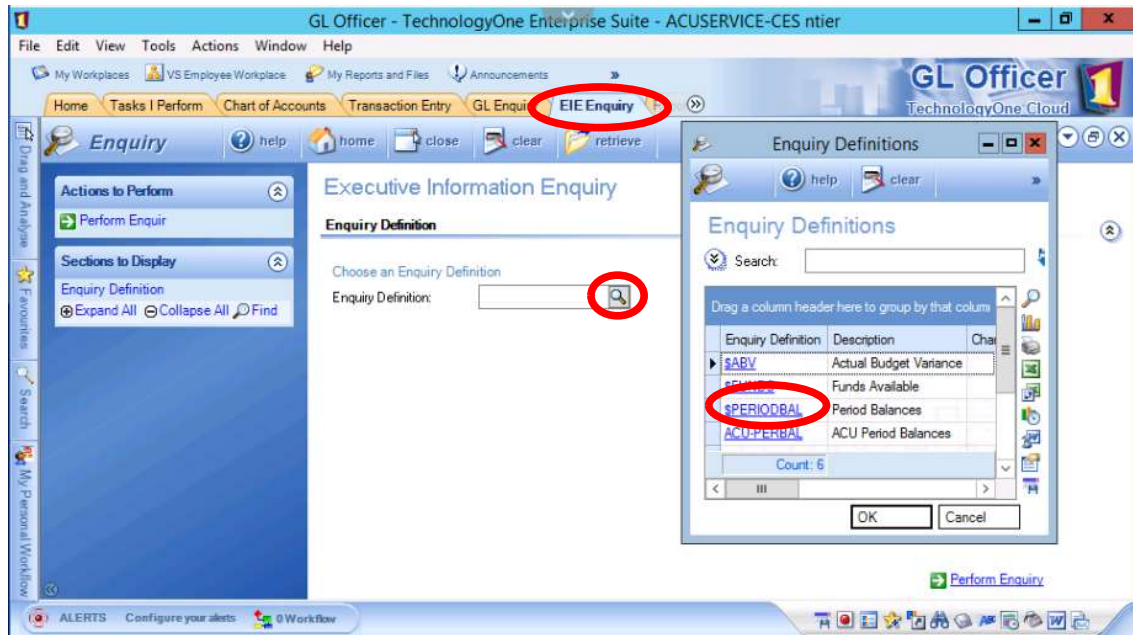 GL Officer - TechnologyOne Enterprise Suite - ACUSERVICE-CES ntier
File Edit View Tools Actions Window Help
My Workplaces VS Employee Workplace My Reports and Files Announcements »
GL Officer
TechnologyOne Cloud
Home Tasks I Perform Chart of Accounts Transaction Entry GL Enqui EIE Enquiry
Enquiry help home close clear retrieve
Drag and Analyse
Favourites
Search
My Personal Workflow
Actions to Perform
Perform Enquir
Sections to Display
Enquiry Definition
Expand All Collapse All Find
Executive Information Enquiry
Enquiry Definition
Choose an Enquiry Definition
Enquiry Definition:
Enquiry Definitions
help clear »
Enquiry Definitions
Search:
Drag a column header here to group by that colum
Enquiry Definition Description Cha
$ABV Actual Budget Variance
$FUNDS Funds Available
$PERIODBAL Period Balances
ACU-PERBAL ACU Period Balances
Count: 6
OK Cancel
Perform Enquiry
ALERTS Configure your alerts 0 Workflow